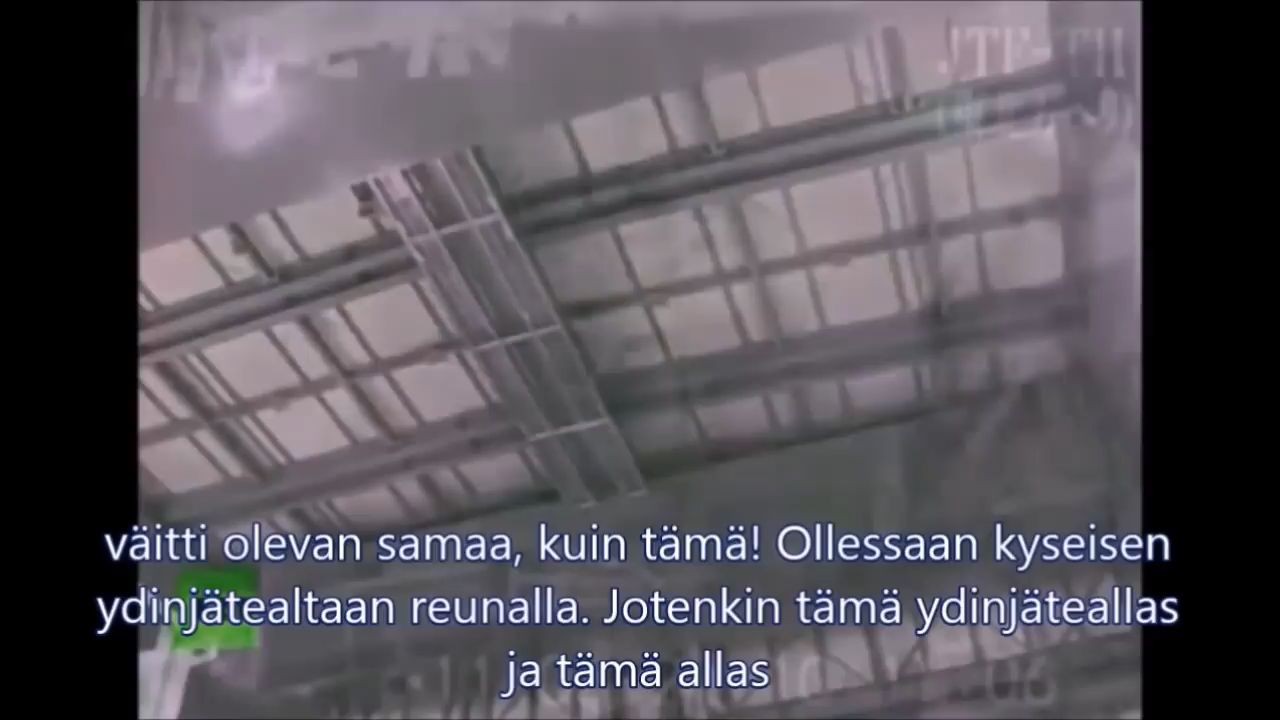 väitti olevan samaa, kuin tämä! Ollessaan kyseisen
ydinjätealtaan reunalla. Jotenkin tämä ydinjäteallas
ja tämä allas